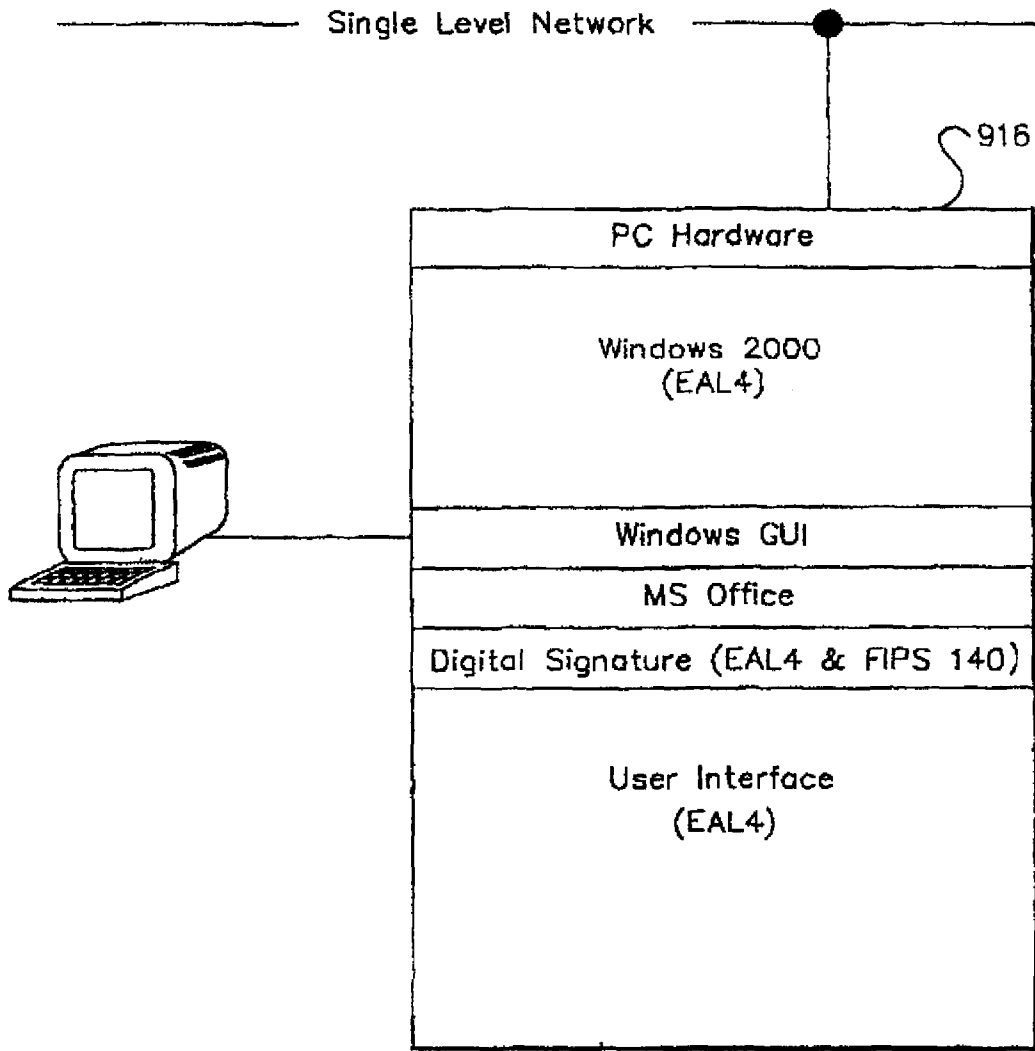 Single Level Network
916
PC Hardware
Windows 2000
(EAL4)
Windows GUI
MS Office
Digital Signature (EAL4 & FIPS 140)
User Interface
(EAL4)